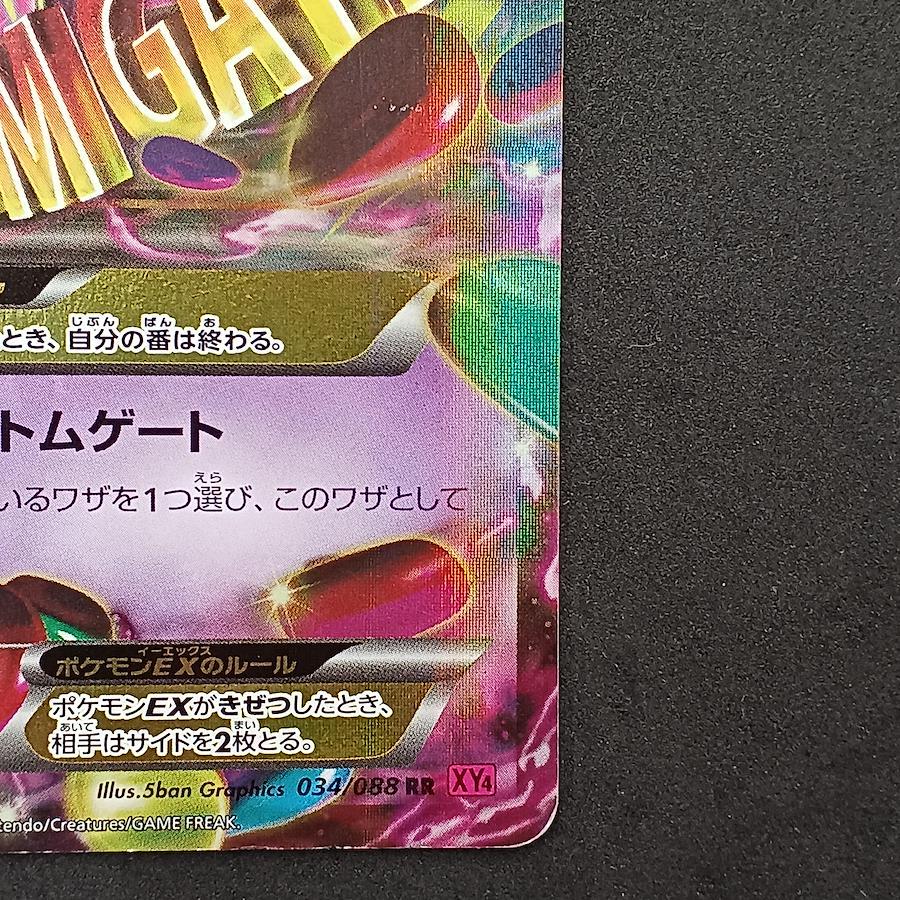 M GAT
とき、自分の番は終わる。
トムゲート
いるワザを1つ選び、このワザとして
ポケモンEXのルール
ポケモンEXがきぜつしたとき、
相手はサイドを2枚とる。
Illus.5ban Graphics 034/088 RR XY4
tendo/Creatures/GAME FREAK.